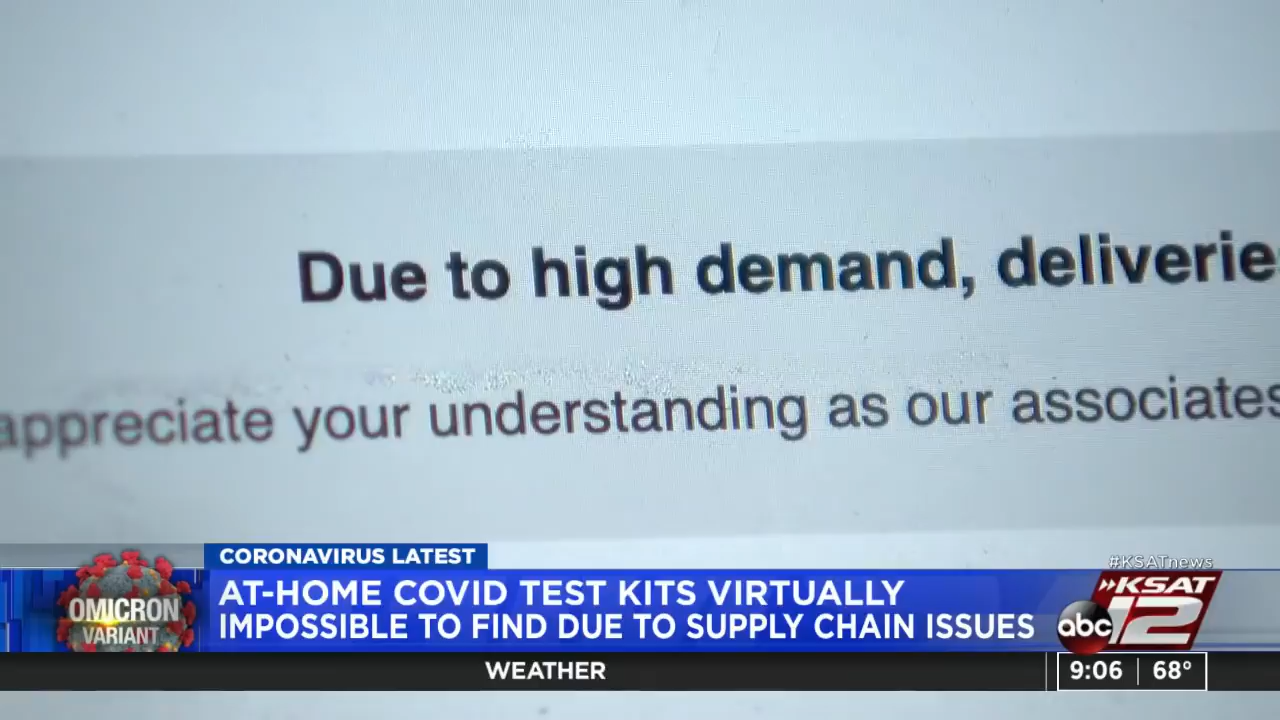 Due to high demand, deliverie
appreciate your understanding as our associates
CORONAVIRUS LATEST
#KSATnews
AT-HOME COVID TEST KITS VIRTUALLY
IMPOSSIBLE TO FIND DUE TO SUPPLY CHAIN ISSUES
OMICRON
VARIANT
KSAT
abc 12
WEATHER
9:06 68°